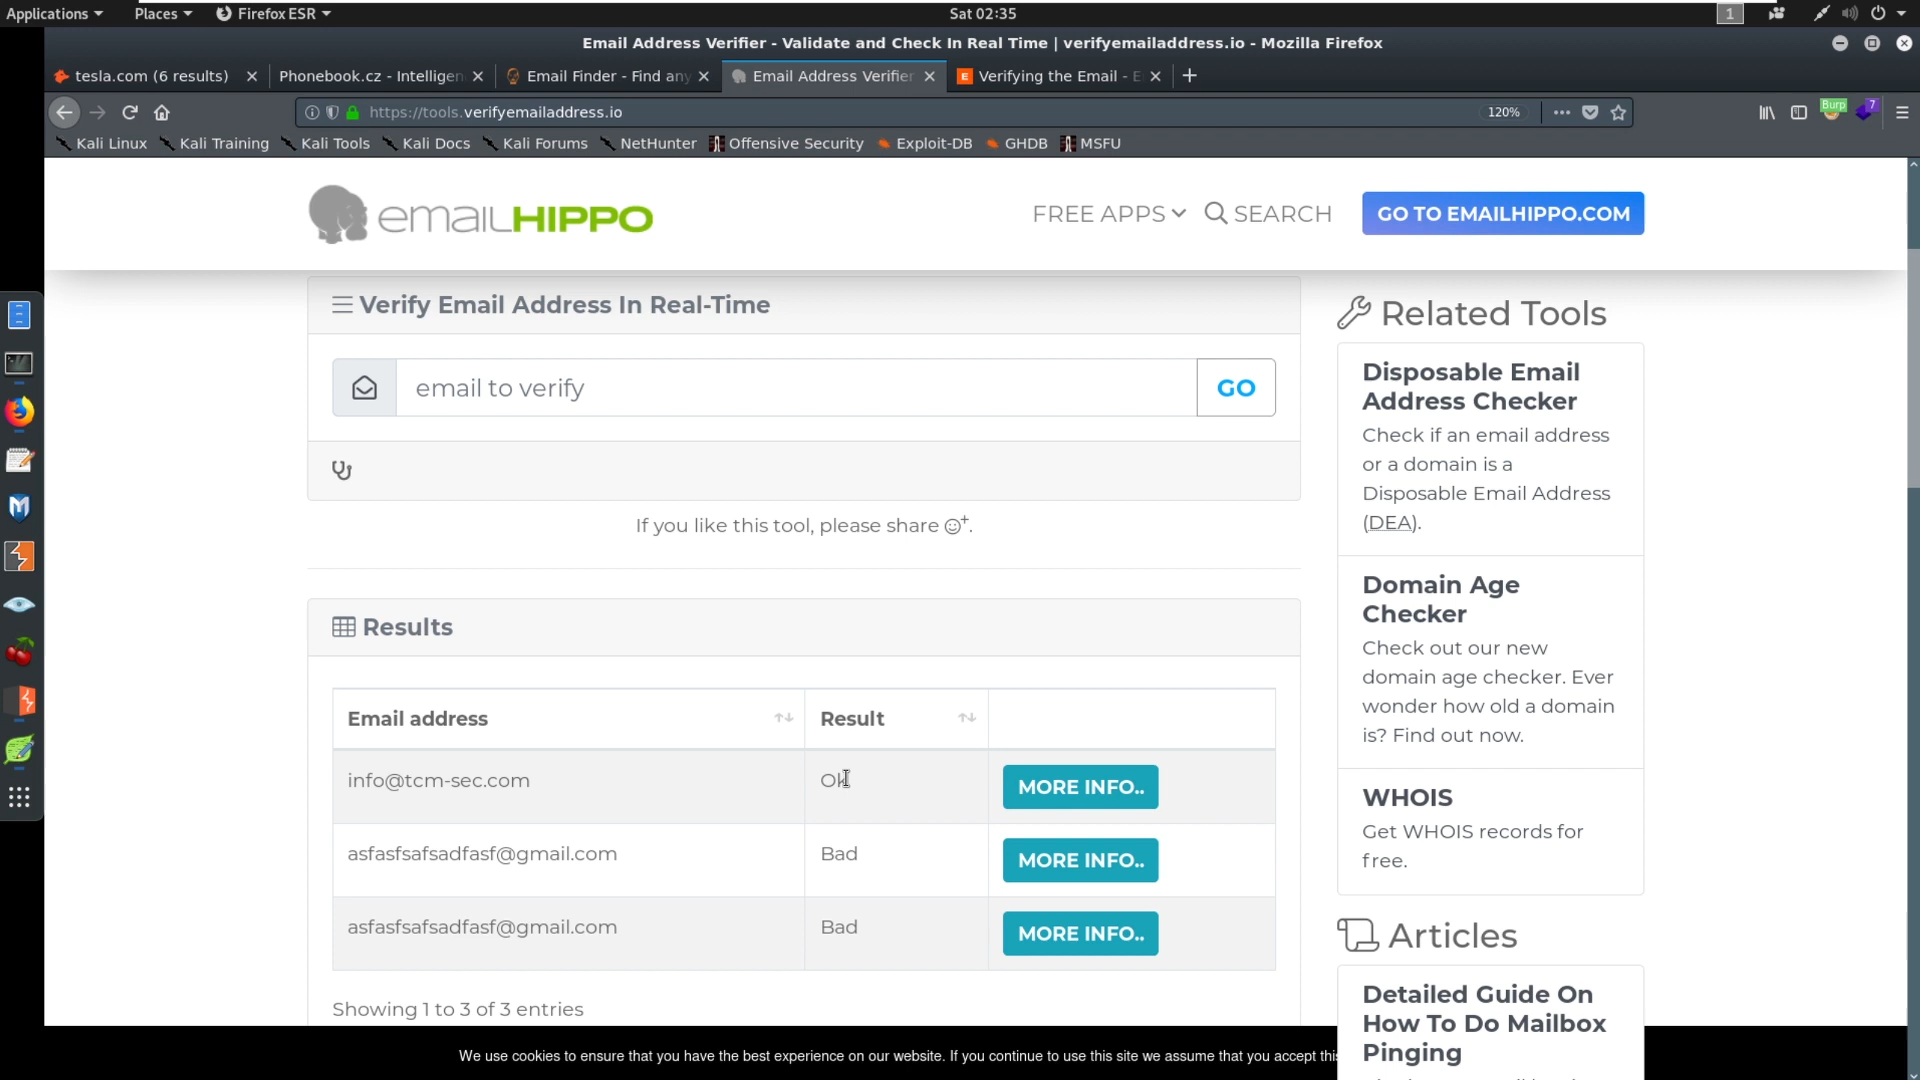 Applications Places Firefox ESR Sat 02:35 1
Email Address Verifier - Validate and Check In Real Time | verifyemailaddress.io - Mozilla Firefox
tesla.com (6 results) Phonebook.cz - Intelligen Email Finder - Find any Email Address Verifier Verifying the Email - E
https://tools.verifyemailaddress.io 120% Burp 7
Kali Linux Kali Training Kali Tools Kali Docs Kali Forums NetHunter Offensive Security Exploit-DB GHDB MSFU
emailHIPPO FREE APPS SEARCH GO TO EMAILHIPPO.COM
Verify Email Address In Real-Time
email to verify GO
If you like this tool, please share
Results
Email address Result
info@tcm-sec.com Ok MORE INFO..
asfasfsafsadfasf@gmail.com Bad MORE INFO..
asfasfsafsadfasf@gmail.com Bad MORE INFO..
Showing 1 to 3 of 3 entries
Related Tools
Disposable Email
Address Checker
Check if an email address
or a domain is a
Disposable Email Address
(DEA).
Domain Age
Checker
Check out our new
domain age checker. Ever
wonder how old a domain
is? Find out now.
WHOIS
Get WHOIS records for
free.
Articles
Detailed Guide On
How To Do Mailbox
Pinging
We use cookies to ensure that you have the best experience on our website. If you continue to use this site we assume that you accept this